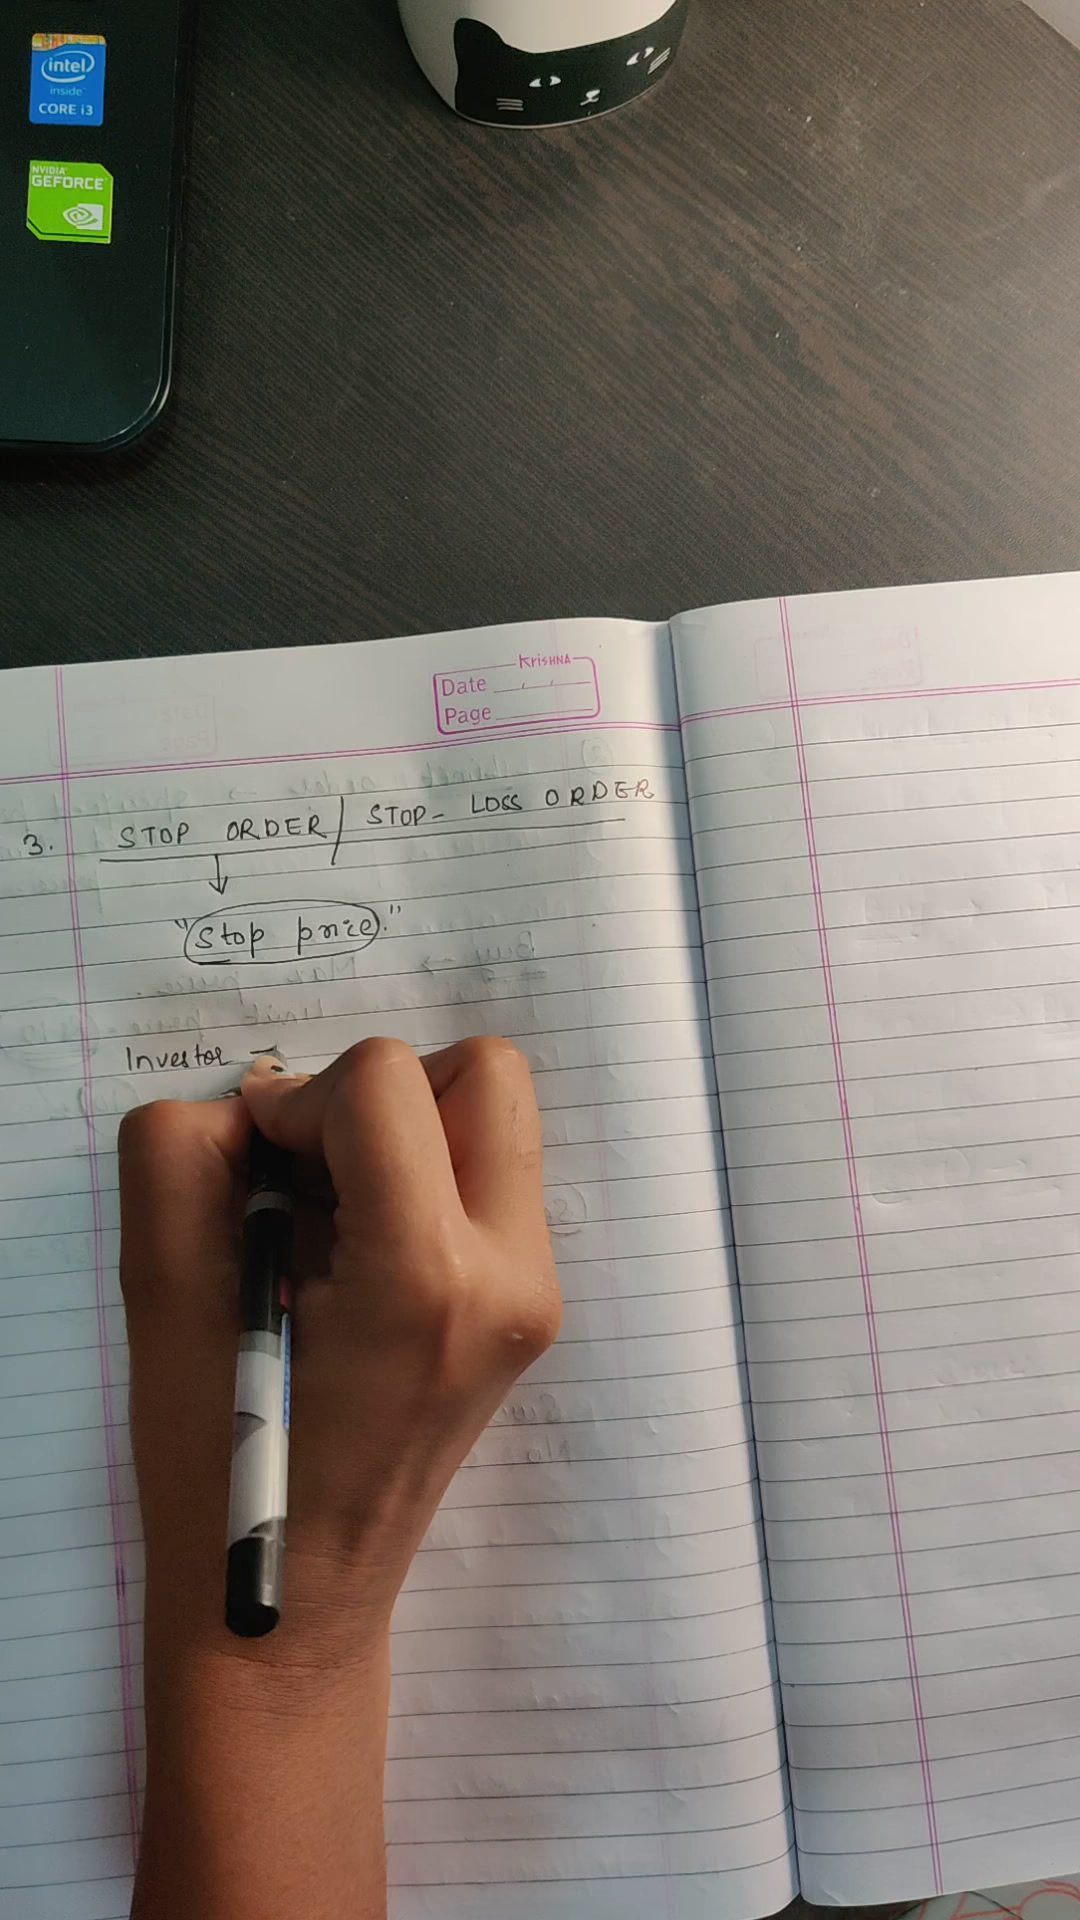 intel
inside
CORE i3
NVIDIA
GEFORCE
KRISHNA
Date
Page
3. STOP ORDER / STOP- LOSS ORDER
"Stop price."
Investor →